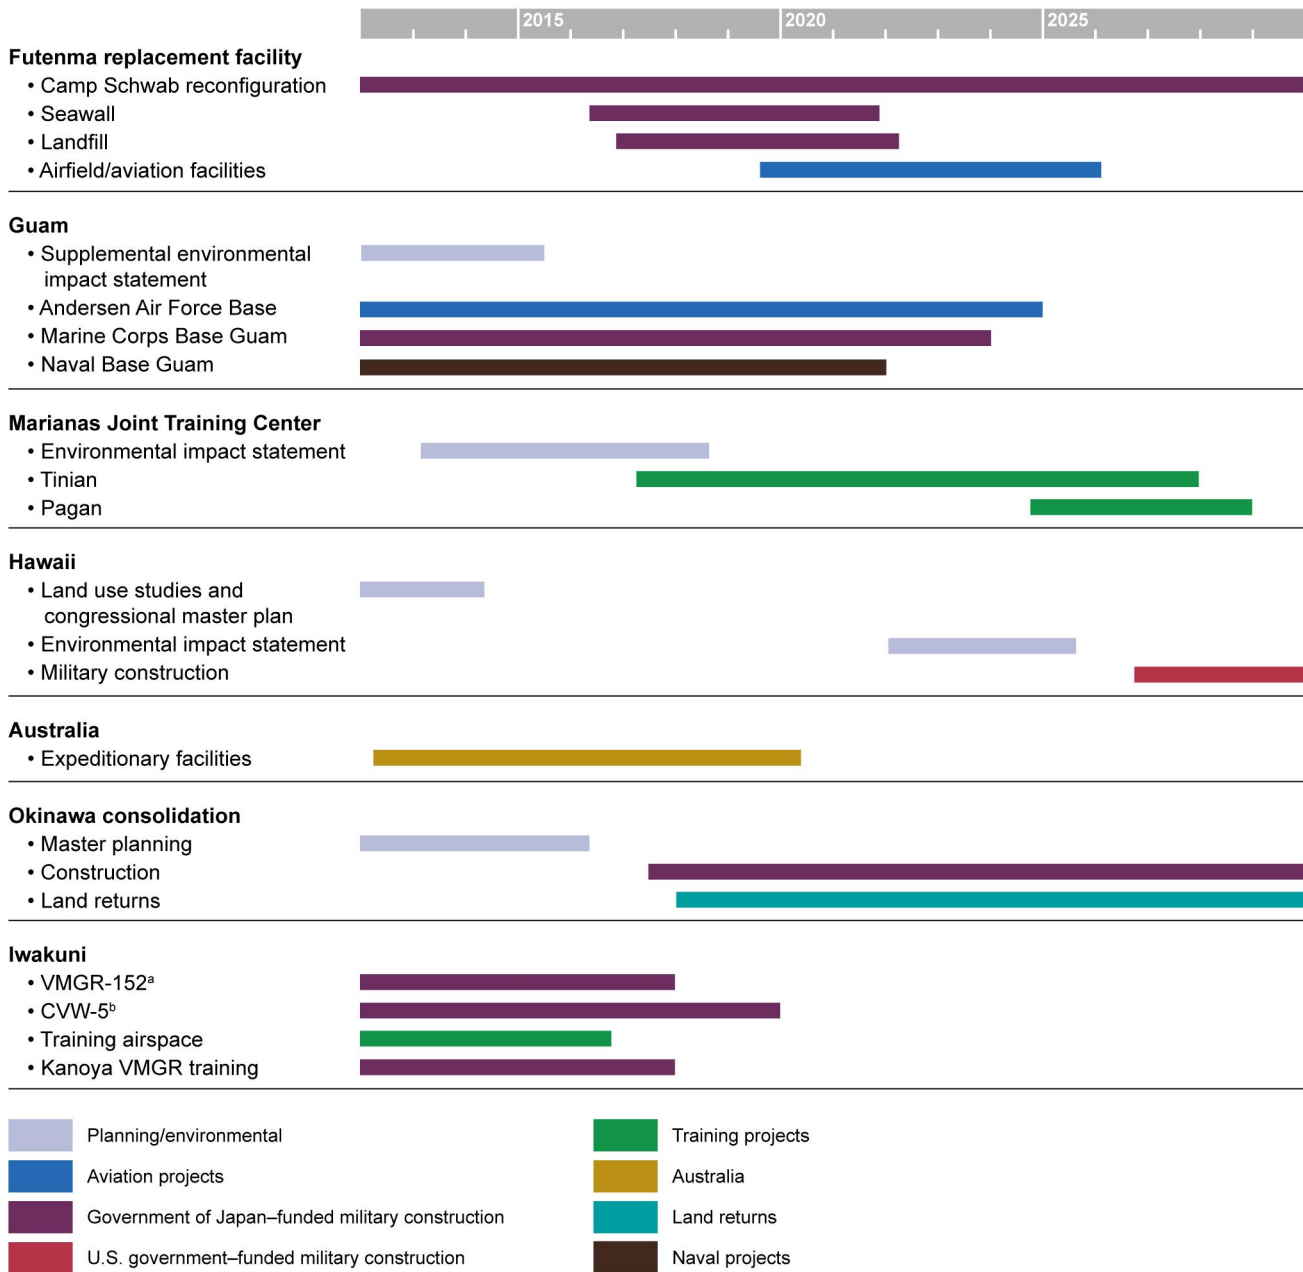 2015 2020 2025
Futenma replacement facility
• Camp Schwab reconfiguration
• Seawall
• Landfill
• Airfield/aviation facilities
Guam
• Supplemental environmental
impact statement
• Andersen Air Force Base
• Marine Corps Base Guam
• Naval Base Guam
Marianas Joint Training Center
• Environmental impact statement
• Tinian
• Pagan
Hawaii
• Land use studies and
congressional master plan
• Environmental impact statement
• Military construction
Australia
• Expeditionary facilities
Okinawa consolidation
• Master planning
• Construction
• Land returns
Iwakuni
• VMGR-152ᵃ
• CVW-5ᵇ
• Training airspace
• Kanoya VMGR training
Planning/environmental
Aviation projects
Government of Japan–funded military construction
U.S. government–funded military construction
Training projects
Australia
Land returns
Naval projects